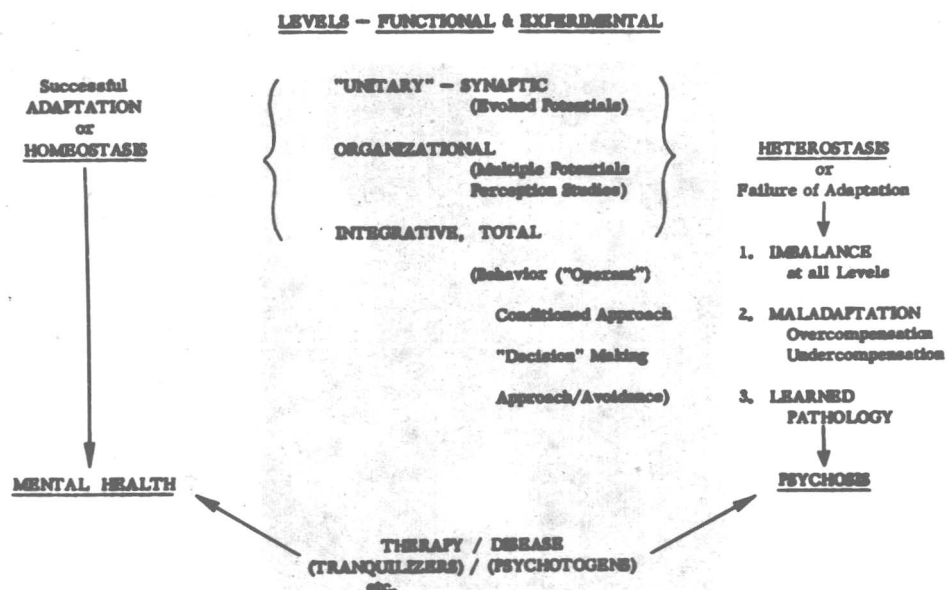 LEVELS — FUNCTIONAL & EXPERIMENTAL
Successful
ADAPTATION
or
HOMEOSTASIS
MENTAL HEALTH
"UNITARY" — SYNAPTIC
(Evoked Potentials)
ORGANIZATIONAL
(Multiple Potentials
Perception Studies)
INTEGRATIVE, TOTAL
(Behavior ("Operant")
Conditioned Approach
"Decision" Making
Approach/Avoidance)
HETEROSTASIS
or
Failure of Adaptation
1. IMBALANCE
at all Levels
2. MALADAPTATION
Overcompensation
Undercompensation
3. LEARNED
PATHOLOGY
PSYCHOSIS
THERAPY / DISEASE
(TRANQUILIZERS) / (PSYCHOTOGENS)
etc.